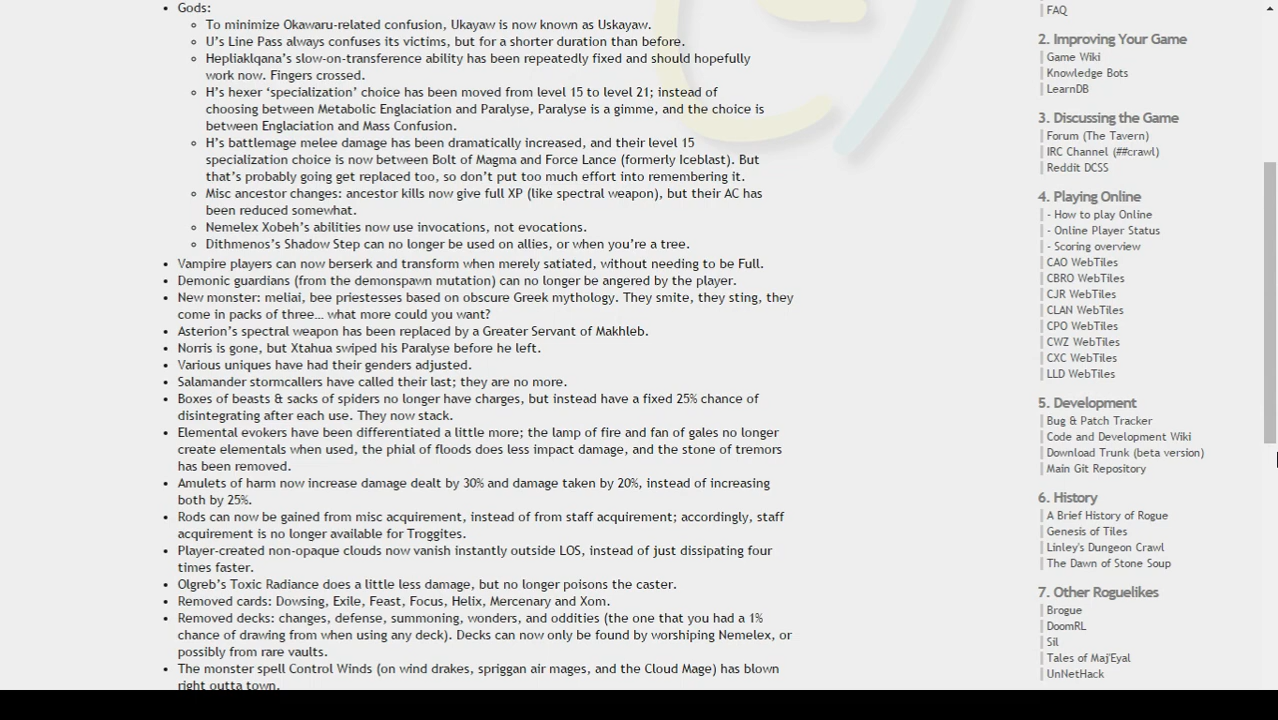 Gods:
To minimize Okawaru-related confusion, Ukayaw is now known as Uskayaw.
U's Line Pass always confuses its victims, but for a shorter duration than before.
Hepliaklqana's slow-on-transference ability has been repeatedly fixed and should hopefully
work now. Fingers crossed.
H's hexer 'specialization' choice has been moved from level 15 to level 21; instead of
choosing between Metabolic Englaciation and Paralyse, Paralyse is a gimme, and the choice is
between Englaciation and Mass Confusion.
H's battlemage melee damage has been dramatically increased, and their level 15
specialization choice is now between Bolt of Magma and Force Lance (formerly Iceblast). But
that's probably going get replaced too, so don't put too much effort into remembering it.
Misc ancestor changes: ancestor kills now give full XP (like spectral weapon), but their AC has
been reduced somewhat.
Nemelex Xobeh's abilities now use invocations, not evocations.
Dithmenos's Shadow Step can no longer be used on allies, or when you're a tree.
Vampire players can now berserk and transform when merely satiated, without needing to be Full.
Demonic guardians (from the demonspawn mutation) can no longer be angered by the player.
New monster: meliai, bee priestesses based on obscure Greek mythology. They smite, they sting, they
come in packs of three… what more could you want?
Asterion's spectral weapon has been replaced by a Greater Servant of Makhleb.
Norris is gone, but Xtahua swiped his Paralyse before he left.
Various uniques have had their genders adjusted.
Salamander stormcallers have called their last; they are no more.
Boxes of beasts & sacks of spiders no longer have charges, but instead have a fixed 25% chance of
disintegrating after each use. They now stack.
Elemental evokers have been differentiated a little more; the lamp of fire and fan of gales no longer
create elementals when used, the phial of floods does less impact damage, and the stone of tremors
has been removed.
Amulets of harm now increase damage dealt by 30% and damage taken by 20%, instead of increasing
both by 25%.
Rods can now be gained from misc acquirement, instead of from staff acquirement; accordingly, staff
acquirement is no longer available for Troggites.
Player-created non-opaque clouds now vanish instantly outside LOS, instead of just dissipating four
times faster.
Olgreb's Toxic Radiance does a little less damage, but no longer poisons the caster.
Removed cards: Dowsing, Exile, Feast, Focus, Helix, Mercenary and Xom.
Removed decks: changes, defense, summoning, wonders, and oddities (the one that you had a 1%
chance of drawing from when using any deck). Decks can now only be found by worshiping Nemelex, or
possibly from rare vaults.
The monster spell Control Winds (on wind drakes, spriggan air mages, and the Cloud Mage) has blown
right outta town.
FAQ
2. Improving Your Game
Game Wiki
Knowledge Bots
LearnDB
3. Discussing the Game
Forum (The Tavern)
IRC Channel (##crawl)
Reddit DCSS
4. Playing Online
- How to play Online
- Online Player Status
- Scoring overview
CAO WebTiles
CBRO WebTiles
CJR WebTiles
CLAN WebTiles
CPO WebTiles
CWZ WebTiles
CXC WebTiles
LLD WebTiles
5. Development
Bug & Patch Tracker
Code and Development Wiki
Download Trunk (beta version)
Main Git Repository
6. History
A Brief History of Rogue
Genesis of Tiles
Linley's Dungeon Crawl
The Dawn of Stone Soup
7. Other Roguelikes
Brogue
DoomRL
Sil
Tales of Maj'Eyal
UnNetHack